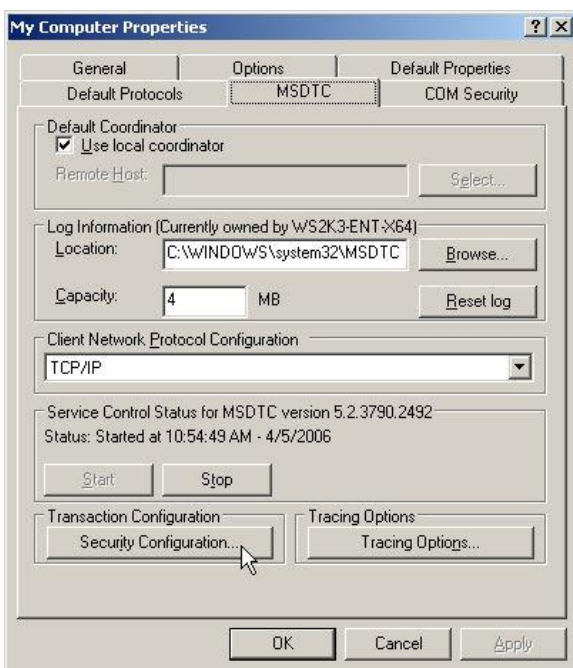 My Computer Properties
General Options Default Properties
Default Protocols MSDTC COM Security
Default Coordinator
Use local coordinator
Remote Host: Select...
Log Information (Currently owned by WS2K3-ENT-X64)
Location: C:\WINDOWS\system32\MSDTC Browse...
Capacity: 4 MB Reset log
Client Network Protocol Configuration
TCP/IP
Service Control Status for MSDTC version 5.2.3790.2492
Status: Started at 10:54:49 AM - 4/5/2006
Start Stop
Transaction Configuration Tracing Options
Security Configuration... Tracing Options...
OK Cancel Apply